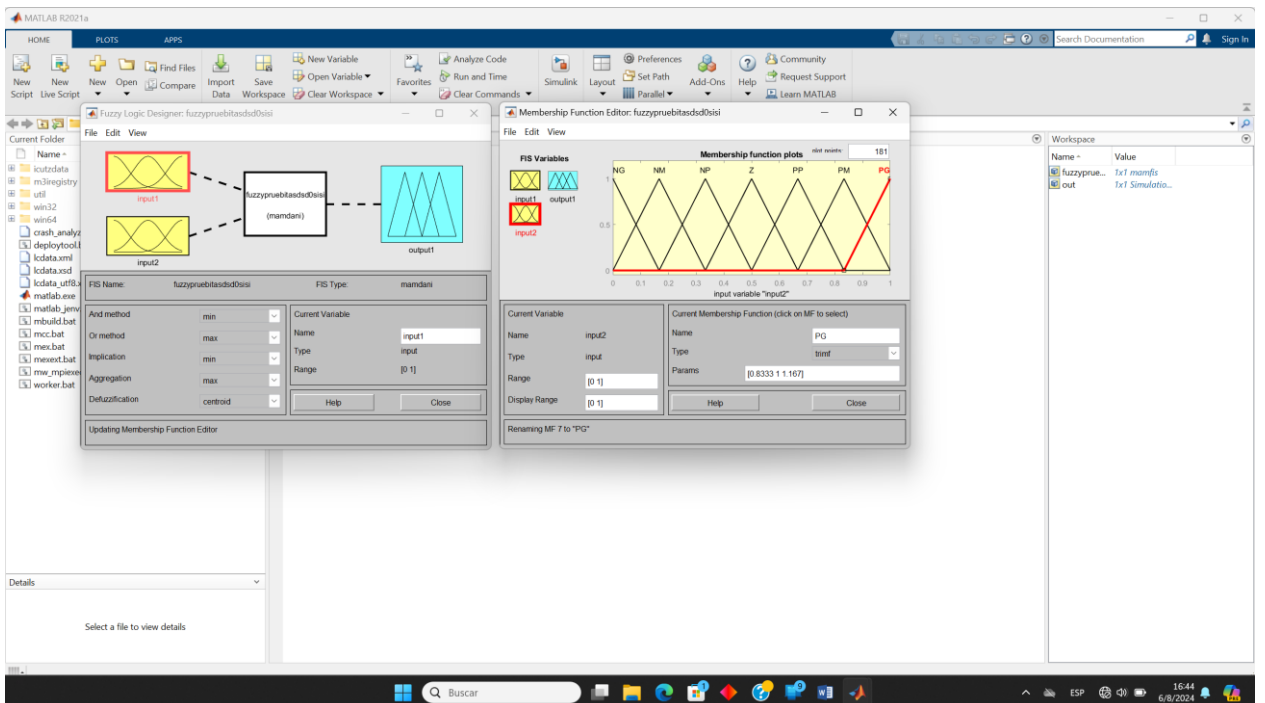 MATLAB R2021a
HOME PLOTS APPS
Search Documentation
Sign In
New Script
New Live Script
New
Open
Find Files
Compare
Import Data
Save Workspace
New Variable
Open Variable
Clear Workspace
Favorites
Analyze Code
Run and Time
Clear Commands
Simulink
Layout
Preferences
Set Path
Parallel
Add-Ons
Help
Community
Request Support
Learn MATLAB
Current Folder
Name
icutzdata
m3iregistry
util
win32
win64
crash_analyz
deploytool.
lcdata.xml
lcdata.xsd
lcdata_utf8.
matlab.exe
matlab_jenv
mbuild.bat
mcc.bat
mex.bat
mexext.bat
mw_mpiexe
worker.bat
Details
Select a file to view details
Fuzzy Logic Designer: fuzzypruebitasdsd0sisi
File Edit View
input1
input2
fuzzypruebitasdsd0sisi
(mamdani)
output1
FIS Name: fuzzypruebitasdsd0sisi FIS Type: mamdani
And method min
Or method max
Implication min
Aggregation max
Defuzzification centroid
Current Variable
Name input1
Type input
Range [0 1]
Help Close
Updating Membership Function Editor
Membership Function Editor: fuzzypruebitasdsd0sisi
File Edit View
FIS Variables
input1 output1
input2
Membership function plots plot points: 181
NG NM NP Z PP PM PG
1
0.5
0
0 0.1 0.2 0.3 0.4 0.5 0.6 0.7 0.8 0.9 1
input variable "input2"
Current Variable
Name input2
Type input
Range [0 1]
Display Range [0 1]
Current Membership Function (click on MF to select)
Name PG
Type trimf
Params [0.8333 1 1.167]
Help Close
Renaming MF 7 to "PG"
Workspace
Name Value
fuzzyprue... 1x1 mamfis
out 1x1 Simulatio...
Buscar
ESP
16:44
6/8/2024